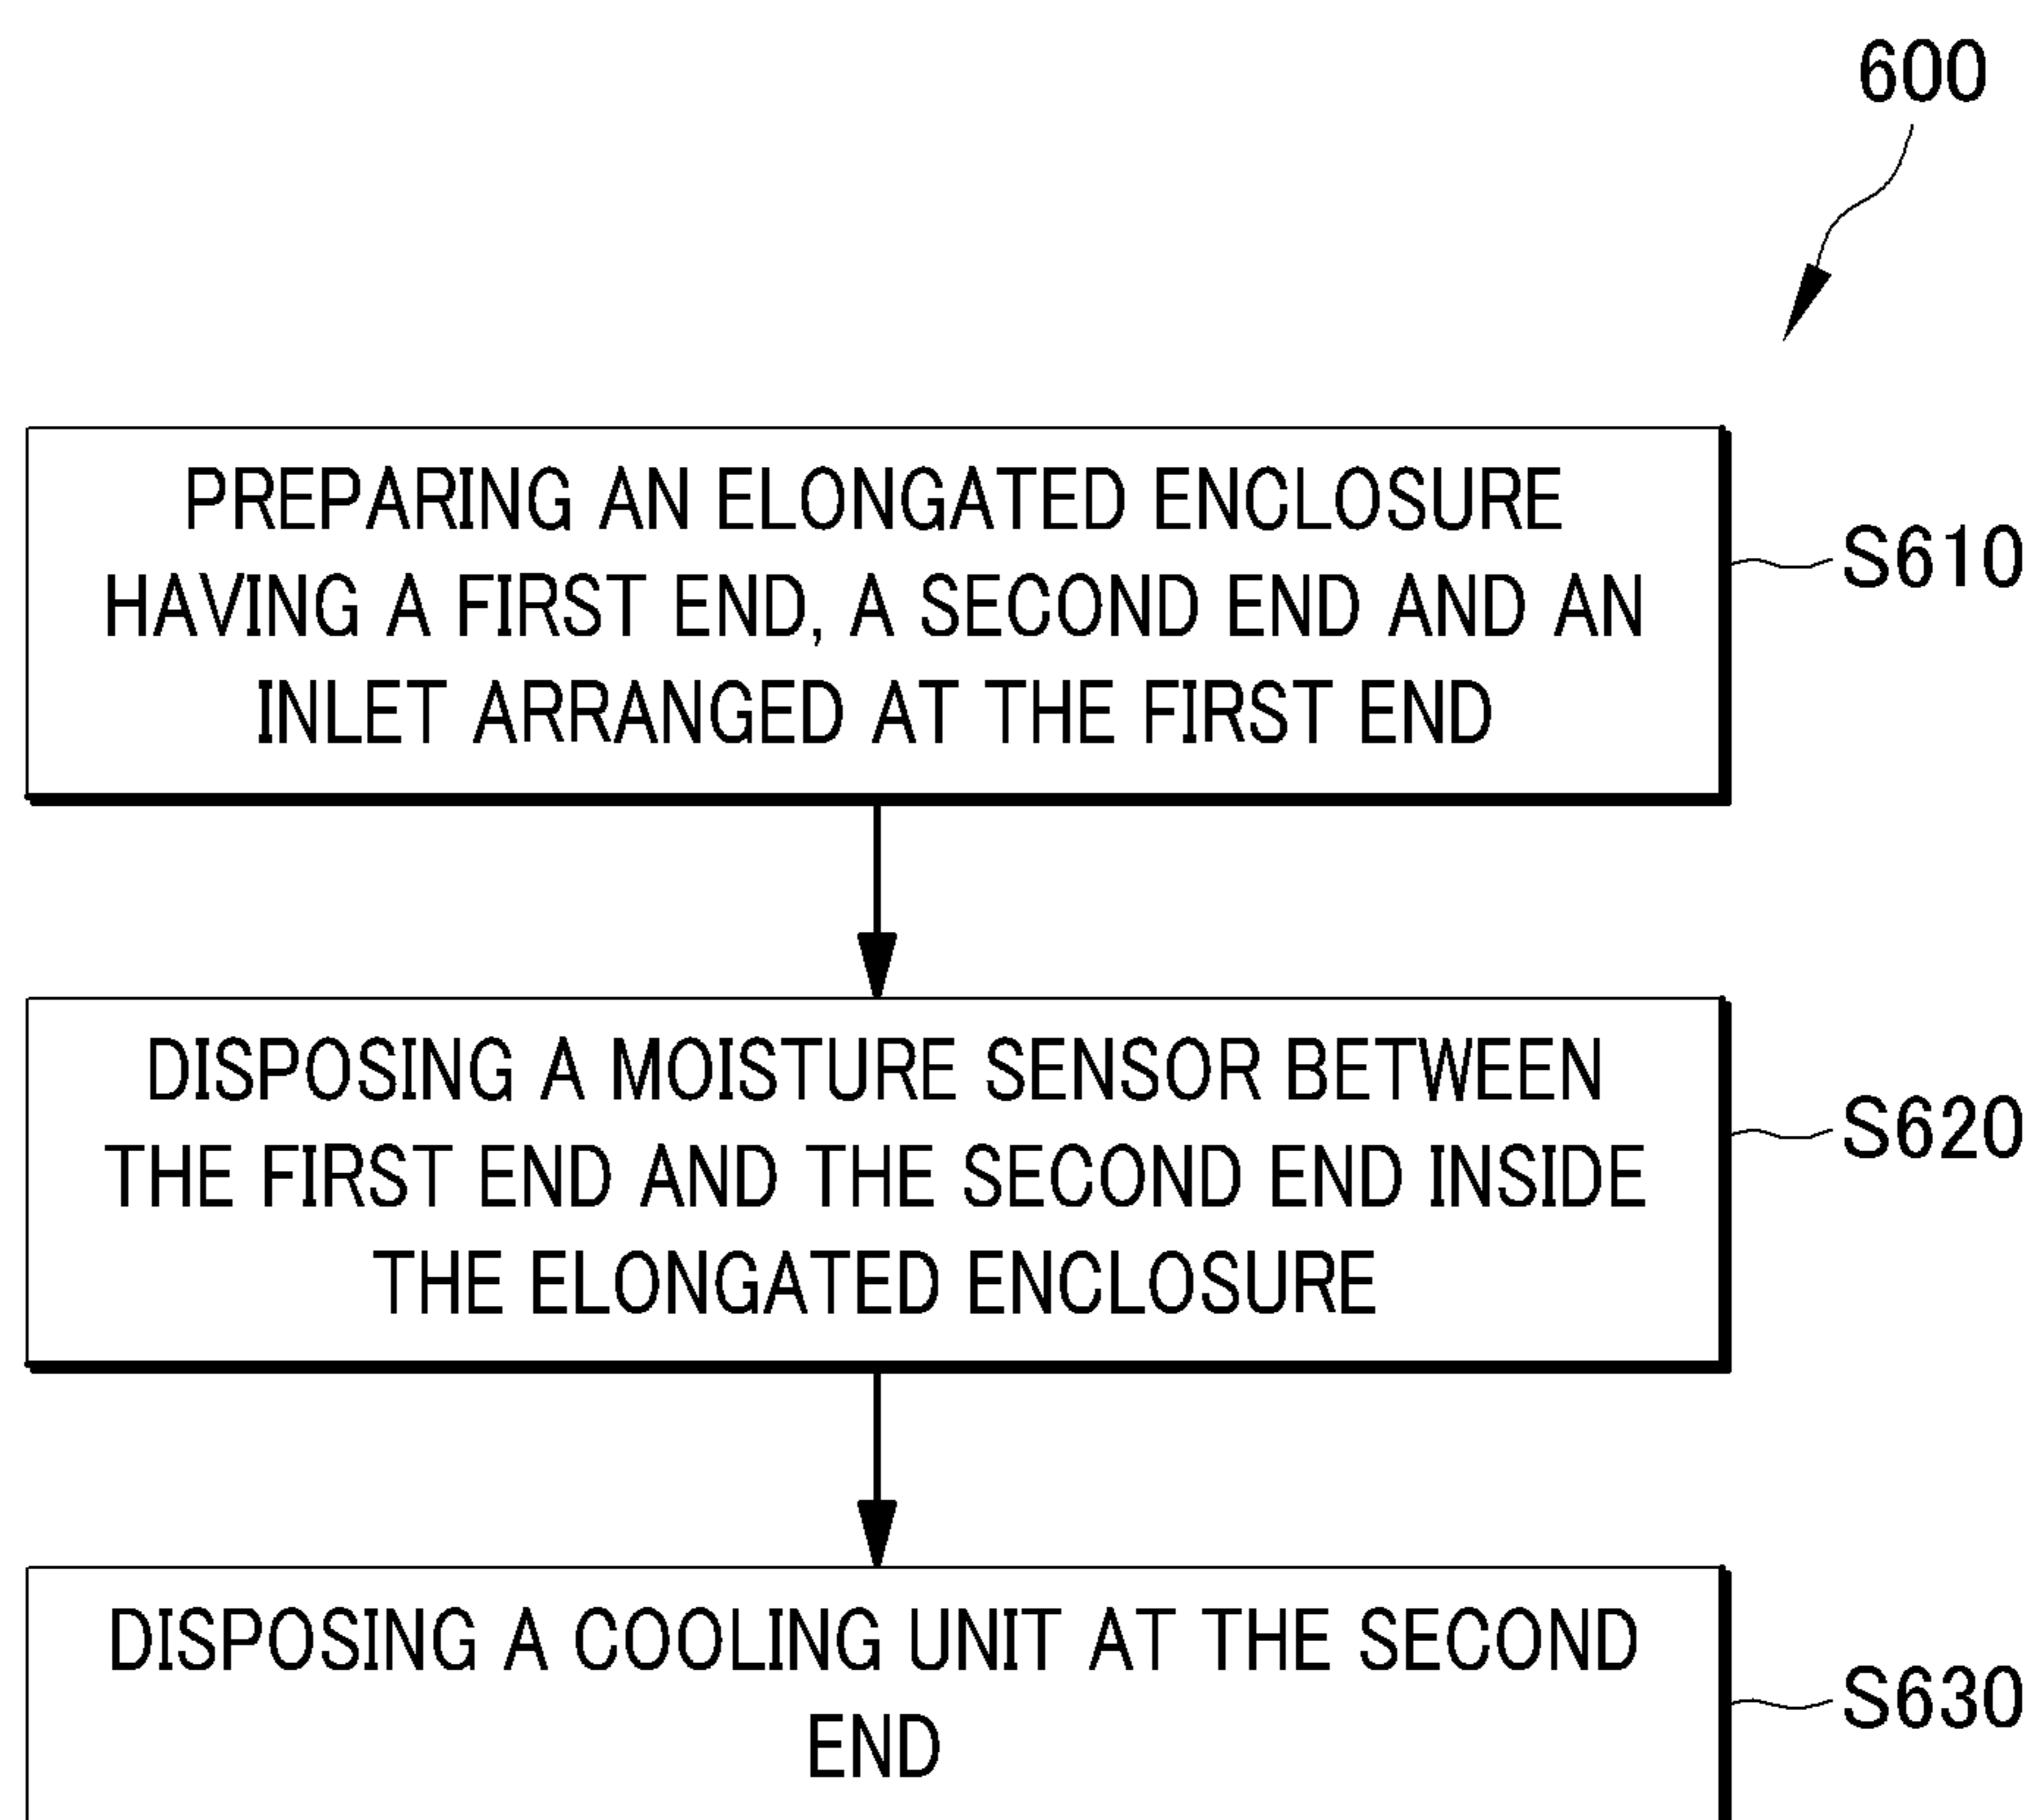 600
PREPARING AN ELONGATED ENCLOSURE
HAVING A FIRST END, A SECOND END AND AN
INLET ARRANGED AT THE FIRST END
S610
DISPOSING A MOISTURE SENSOR BETWEEN
THE FIRST END AND THE SECOND END INSIDE
THE ELONGATED ENCLOSURE
S620
DISPOSING A COOLING UNIT AT THE SECOND
END
S630